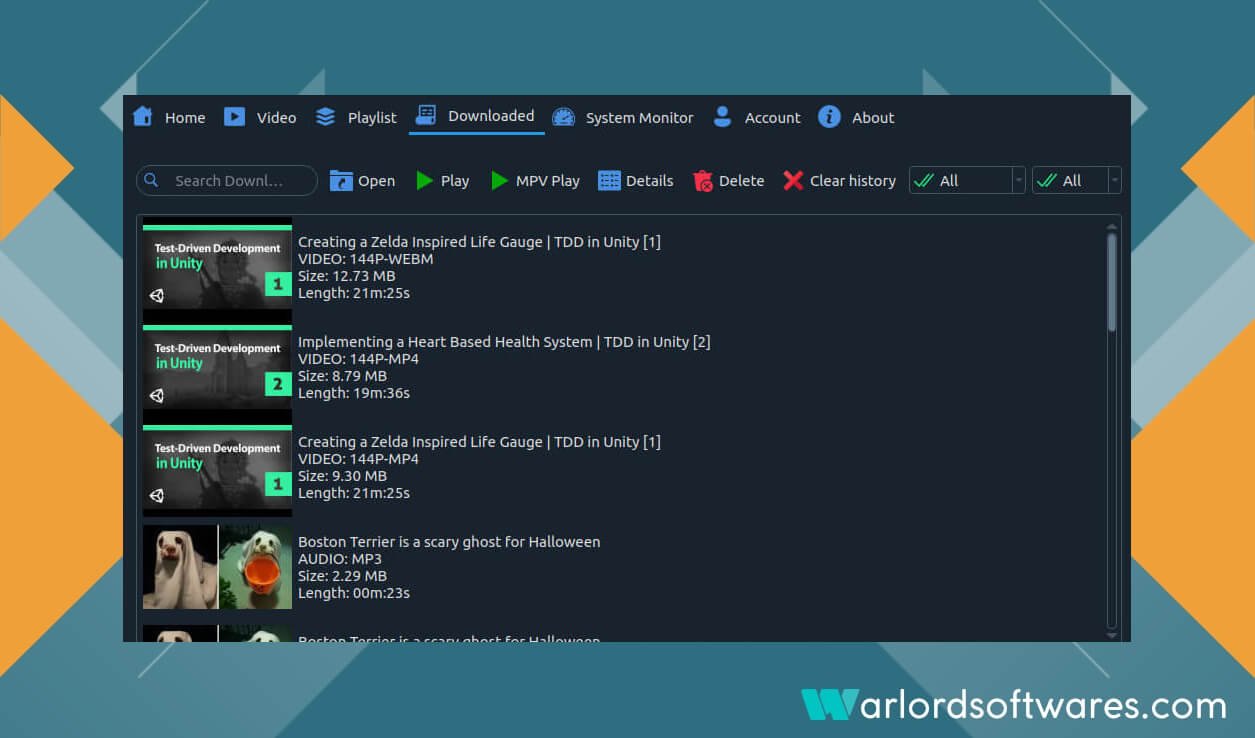 Home Video Playlist Downloaded System Monitor Account About
Search Downl... Open Play MPV Play Details Delete Clear history All All
Test-Driven Development
in Unity
1
Creating a Zelda Inspired Life Gauge | TDD in Unity [1]
VIDEO: 144P-WEBM
Size: 12.73 MB
Length: 21m:25s
Test-Driven Development
in Unity
2
Implementing a Heart Based Health System | TDD in Unity [2]
VIDEO: 144P-MP4
Size: 8.79 MB
Length: 19m:36s
Test-Driven Development
in Unity
1
Creating a Zelda Inspired Life Gauge | TDD in Unity [1]
VIDEO: 144P-MP4
Size: 9.30 MB
Length: 21m:25s
Boston Terrier is a scary ghost for Halloween
AUDIO: MP3
Size: 2.29 MB
Length: 00m:23s
Boston Terrier is a scary ghost for Halloween
Warlordsoftwares.com